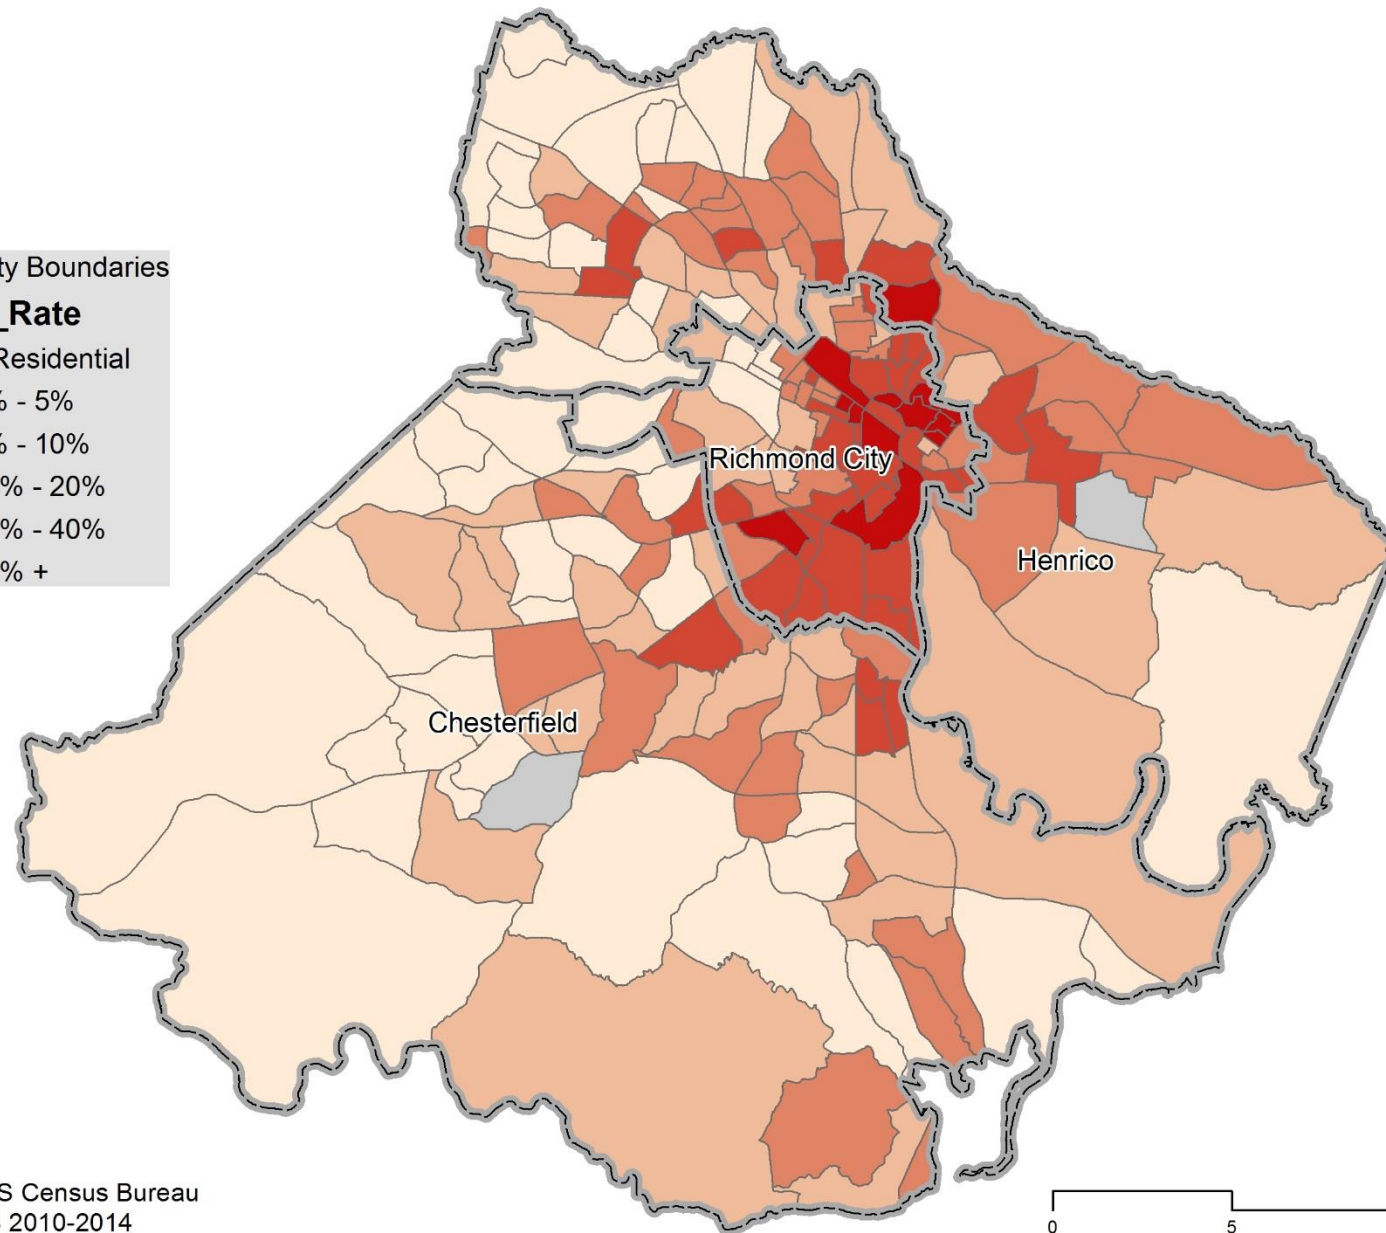 ty Boundaries
_Rate
Residential
% - 5%
% - 10%
% - 20%
% - 40%
% +
Richmond City
Henrico
Chesterfield
S Census Bureau
2010-2014
0 5